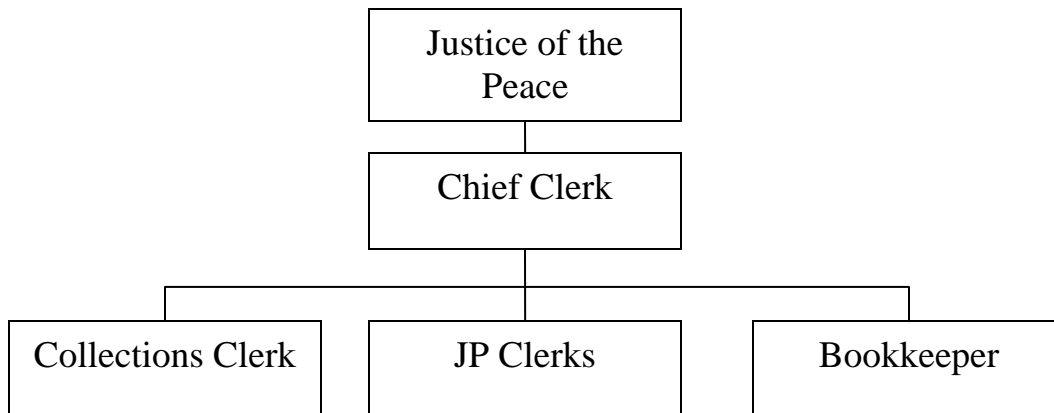 Justice of the
Peace
Chief Clerk
Collections Clerk
JP Clerks
Bookkeeper